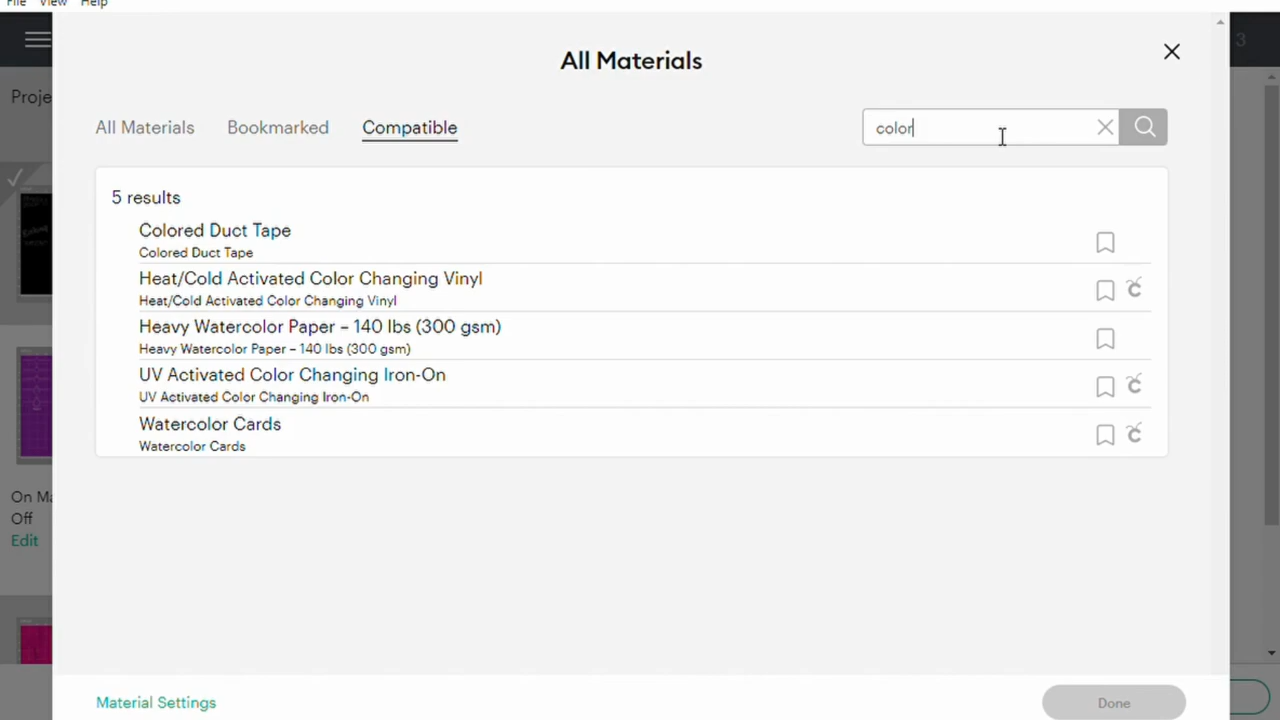 File View Help
3
All Materials
Proje
All Materials Bookmarked Compatible
color
5 results
Colored Duct Tape
Colored Duct Tape
Heat/Cold Activated Color Changing Vinyl
Heat/Cold Activated Color Changing Vinyl
Heavy Watercolor Paper – 140 lbs (300 gsm)
Heavy Watercolor Paper – 140 lbs (300 gsm)
UV Activated Color Changing Iron-On
UV Activated Color Changing Iron-On
Watercolor Cards
Watercolor Cards
On Ma
Off
Edit
Material Settings
Done